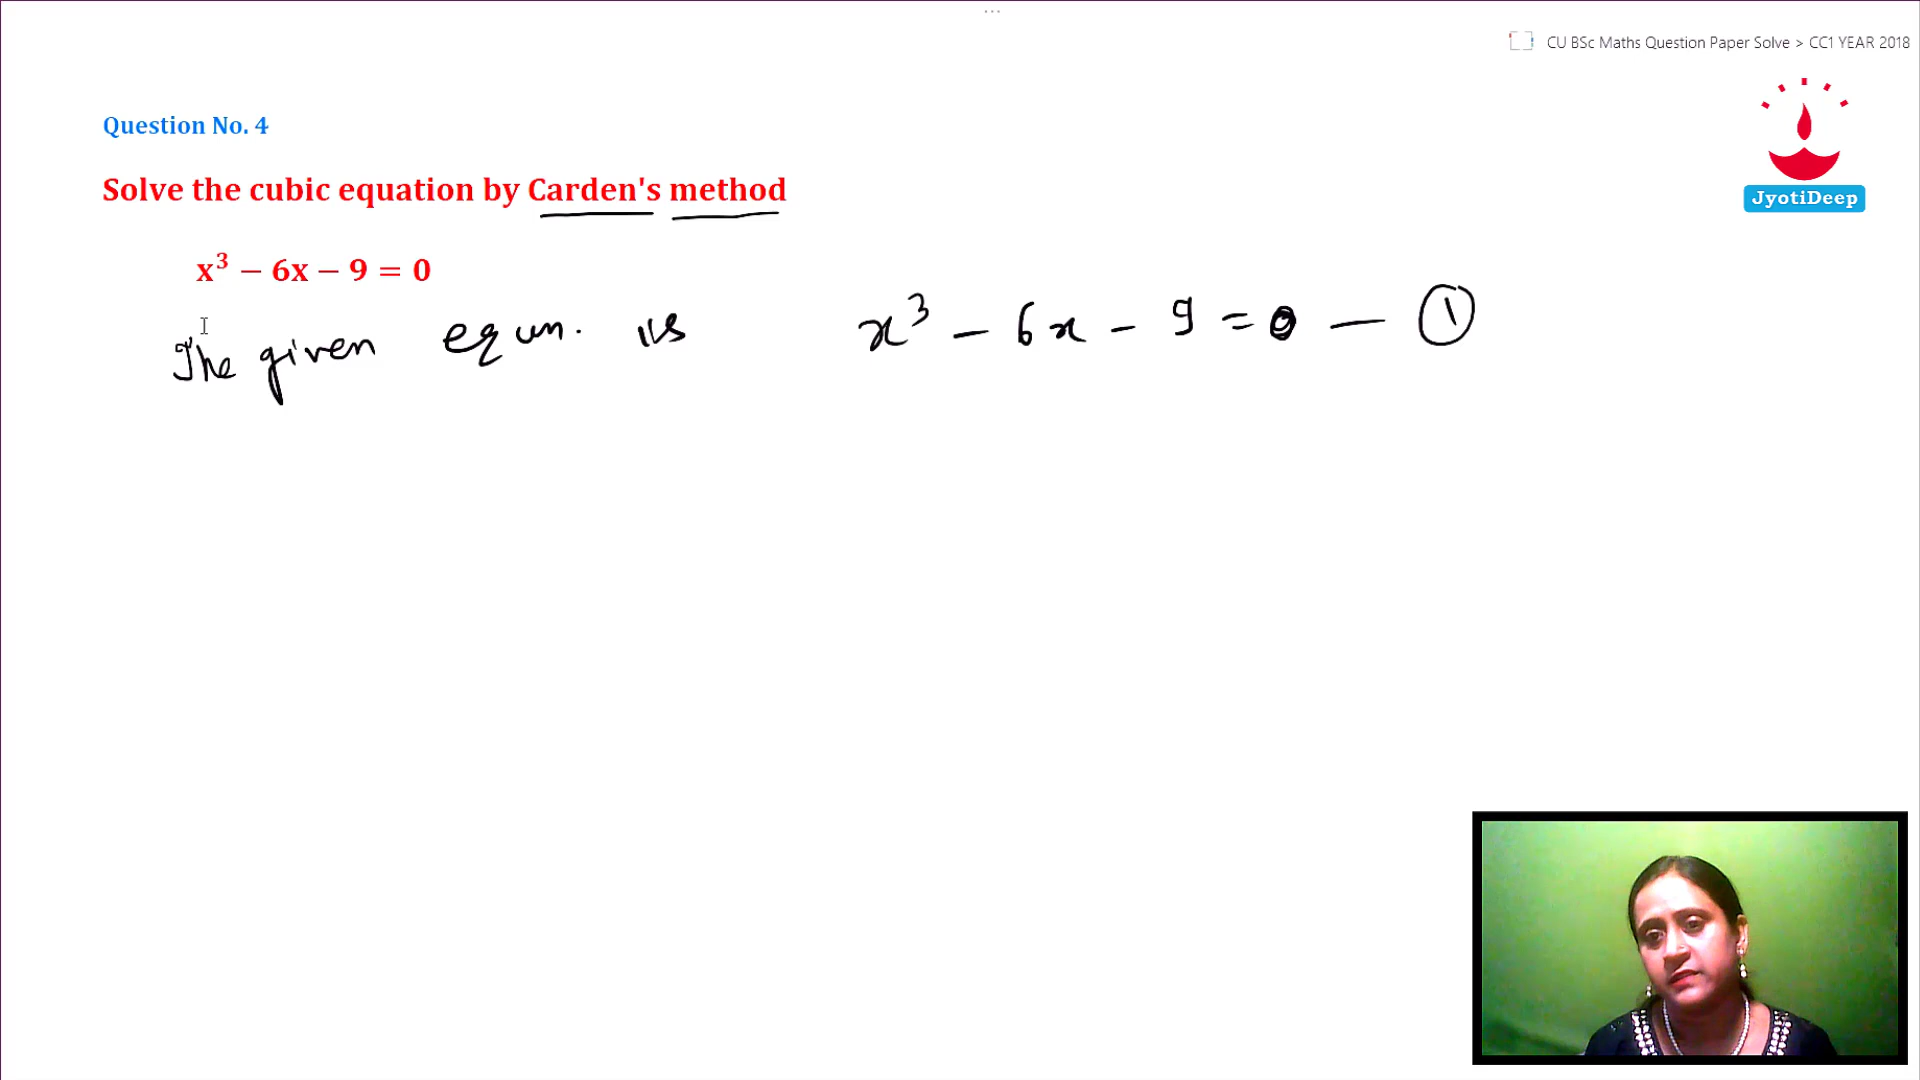 ...
CU BSc Maths Question Paper Solve > CC1 YEAR 2018
JyotiDeep
Question No. 4
Solve the cubic equation by Carden's method
x³ − 6x − 9 = 0
The given equn. is x³ − 6x − 9 = 0 — ①